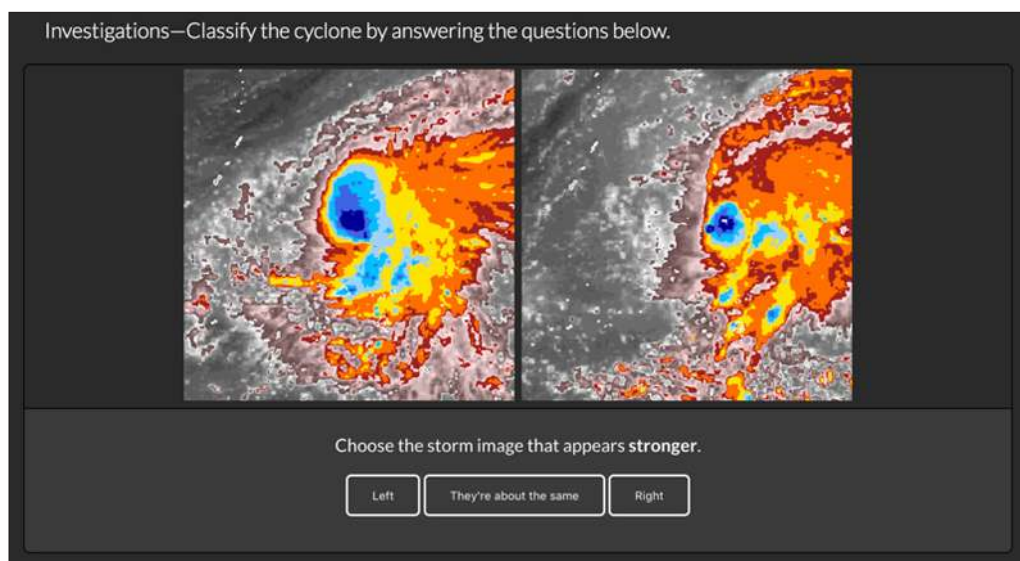 Investigations—Classify the cyclone by answering the questions below.
Choose the storm image that appears stronger.
Left
They're about the same
Right